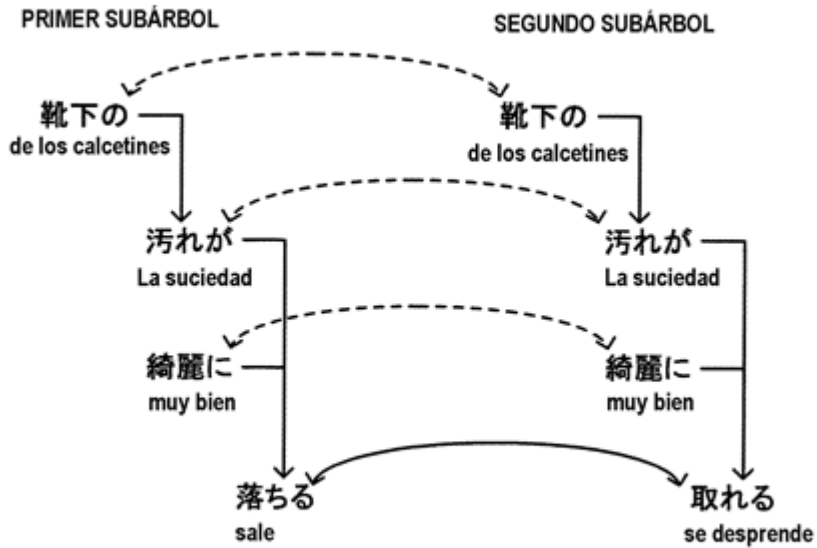 PRIMER SUBÁRBOL
SEGUNDO SUBÁRBOL
靴下の
de los calcetines
靴下の
de los calcetines
汚れが
La suciedad
汚れが
La suciedad
綺麗に
muy bien
綺麗に
muy bien
落ちる
sale
取れる
se desprende